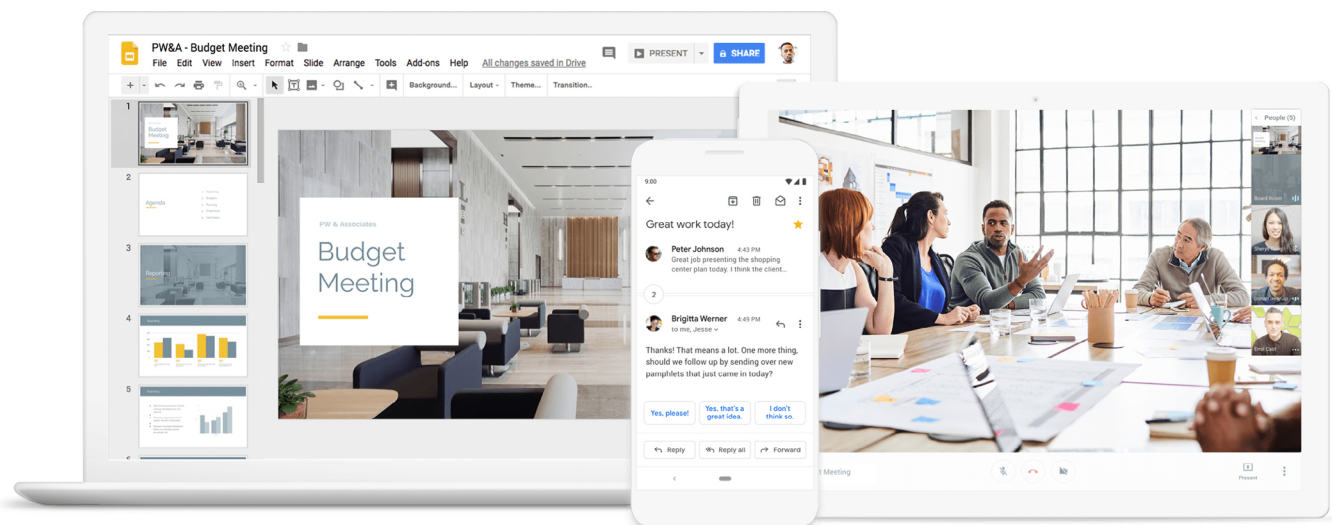 PW&A - Budget Meeting
File Edit View Insert Format Slide Arrange Tools Add-ons Help All changes saved in Drive
PRESENT
SHARE
Background... Layout Theme... Transition..
1
Budget
Meeting
2
Agenda
3
Reporting
4
5
PW & Associates
Budget
Meeting
9:00
Great work today!
Peter Johnson 4:43 PM
Great job presenting the shopping
center plan today. I think the client...
2
Brigitta Werner 4:49 PM
to me, Jesse
Thanks! That means a lot. One more thing,
should we follow up by sending over new
pamphlets that just came in today?
Yes, please!
Yes, that's a
great idea.
I don't
think so.
Reply
Reply all
Forward
People (5)
Board Room
Meeting
Present